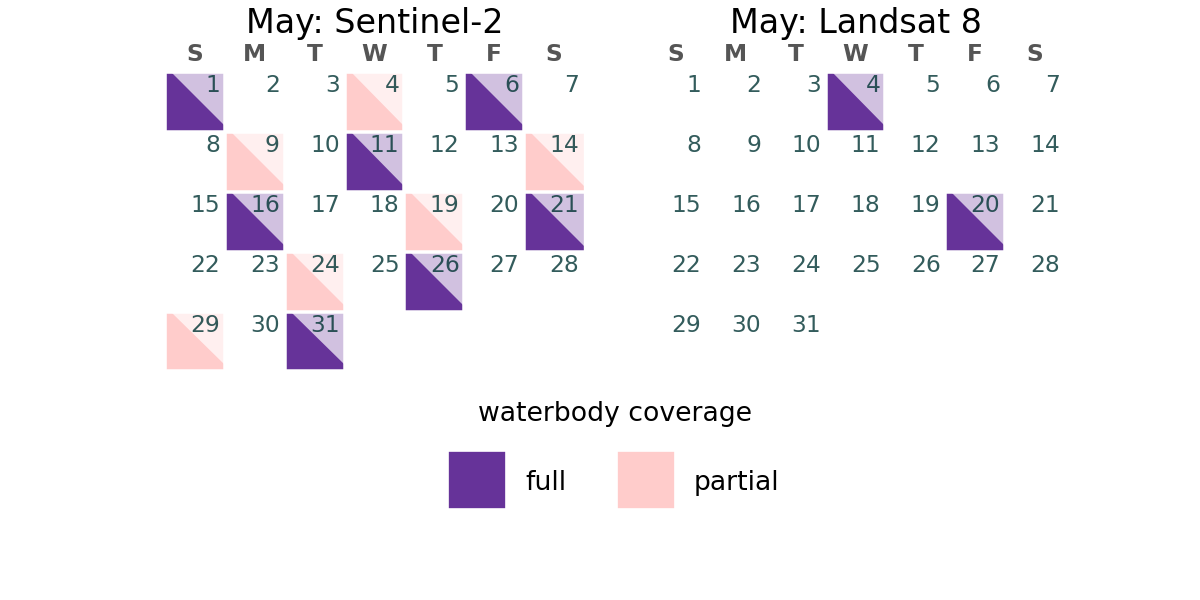 May: Sentinel-2
S M T W T F S
1 2 3 4 5 6 7
8 9 10 11 12 13 14
15 16 17 18 19 20 21
22 23 24 25 26 27 28
29 30 31
May: Landsat 8
S M T W T F S
1 2 3 4 5 6 7
8 9 10 11 12 13 14
15 16 17 18 19 20 21
22 23 24 25 26 27 28
29 30 31
waterbody coverage
full partial